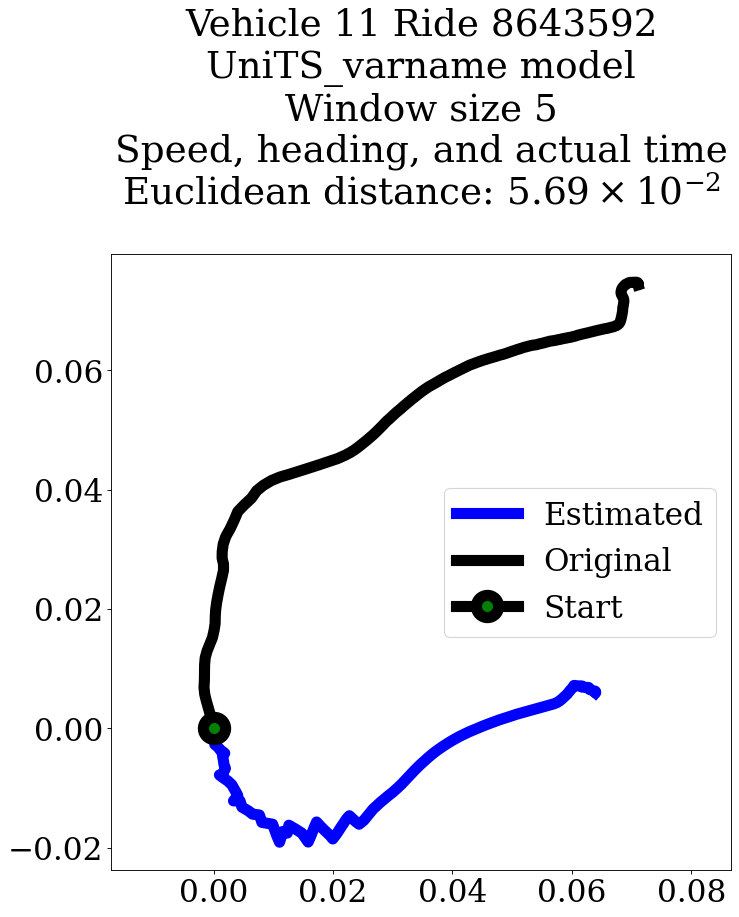 Vehicle 11 Ride 8643592
UniTS_varname model
Window size 5
Speed, heading, and actual time
Euclidean distance: 5.69 × 10⁻²
0.06
0.04
0.02
0.00
−0.02
Estimated
Original
Start
0.00 0.02 0.04 0.06 0.08